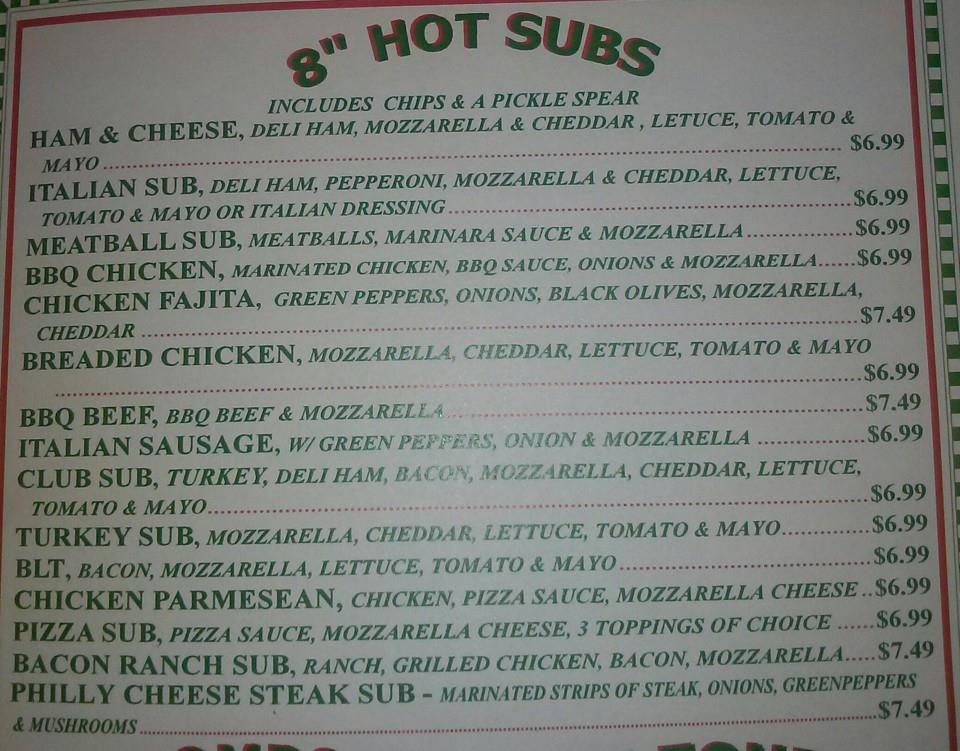 8" HOT SUBS
INCLUDES CHIPS & A PICKLE SPEAR
HAM & CHEESE, DELI HAM, MOZZARELLA & CHEDDAR , LETUCE, TOMATO &
MAYO ........ $6.99
ITALIAN SUB, DELI HAM, PEPPERONI, MOZZARELLA & CHEDDAR, LETTUCE,
TOMATO & MAYO OR ITALIAN DRESSING ........ $6.99
MEATBALL SUB, MEATBALLS, MARINARA SAUCE & MOZZARELLA ........ $6.99
BBQ CHICKEN, MARINATED CHICKEN, BBQ SAUCE, ONIONS & MOZZARELLA......$6.99
CHICKEN FAJITA, GREEN PEPPERS, ONIONS, BLACK OLIVES, MOZZARELLA,
CHEDDAR ........ $7.49
BREADED CHICKEN, MOZZARELLA, CHEDDAR, LETTUCE, TOMATO & MAYO
........ $6.99
BBQ BEEF, BBQ BEEF & MOZZARELLA ........ $7.49
ITALIAN SAUSAGE, W/ GREEN PEPPERS, ONION & MOZZARELLA ........ $6.99
CLUB SUB, TURKEY, DELI HAM, BACON, MOZZARELLA, CHEDDAR, LETTUCE,
TOMATO & MAYO ........ $6.99
TURKEY SUB, MOZZARELLA, CHEDDAR, LETTUCE, TOMATO & MAYO ........ $6.99
BLT, BACON, MOZZARELLA, LETTUCE, TOMATO & MAYO ........ $6.99
CHICKEN PARMESEAN, CHICKEN, PIZZA SAUCE, MOZZARELLA CHEESE ..$6.99
PIZZA SUB, PIZZA SAUCE, MOZZARELLA CHEESE, 3 TOPPINGS OF CHOICE ......$6.99
BACON RANCH SUB, RANCH, GRILLED CHICKEN, BACON, MOZZARELLA.....$7.49
PHILLY CHEESE STEAK SUB - MARINATED STRIPS OF STEAK, ONIONS, GREENPEPPERS
& MUSHROOMS ........ $7.49